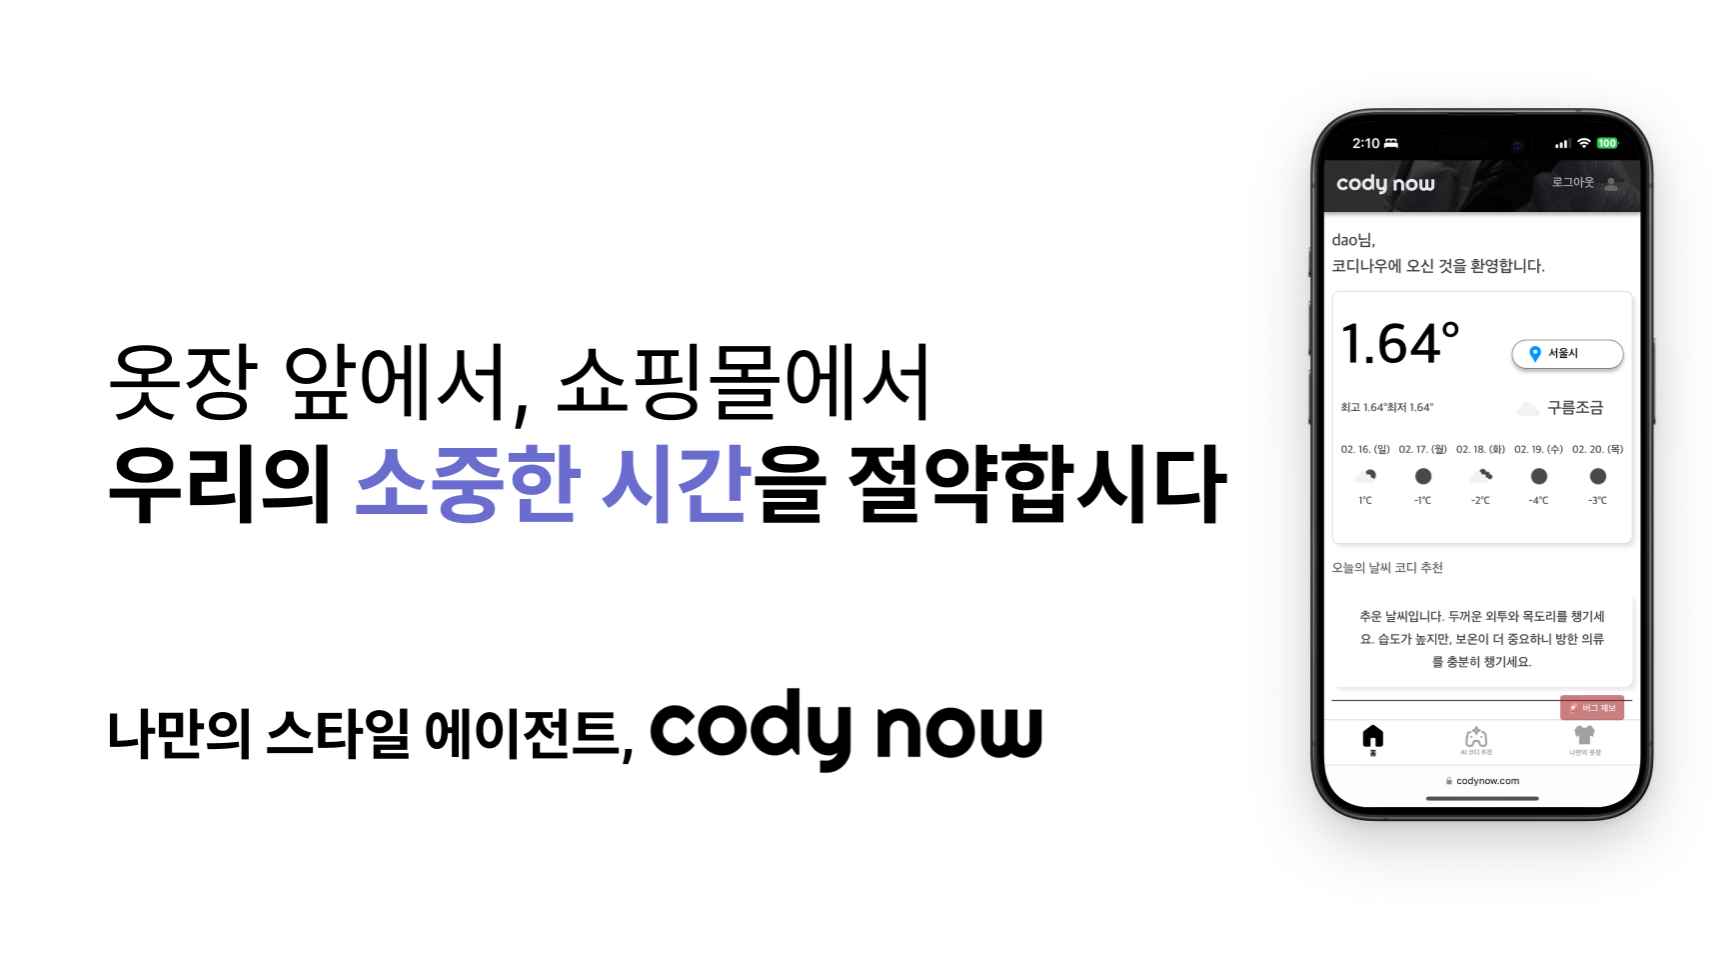 옷장 앞에서, 쇼핑몰에서
우리의 소중한 시간을 절약합시다
나만의 스타일 에이전트, cody now
2:10
100
cody now
로그아웃
dao님,
코디나우에 오신 것을 환영합니다.
1.64°
서울시
최고 1.64°최저 1.64°
구름조금
02. 16. (일) 02. 17. (월) 02. 18. (화) 02. 19. (수) 02. 20. (목)
1℃ -1℃ -2℃ -4℃ -3℃
오늘의 날씨 코디 추천
추운 날씨입니다. 두꺼운 외투와 목도리를 챙기세
요. 습도가 높지만, 보온이 더 중요하니 방한 의류
를 충분히 챙기세요.
버그 제보
홈 AI 코디 추천 나만의 옷장
codynow.com